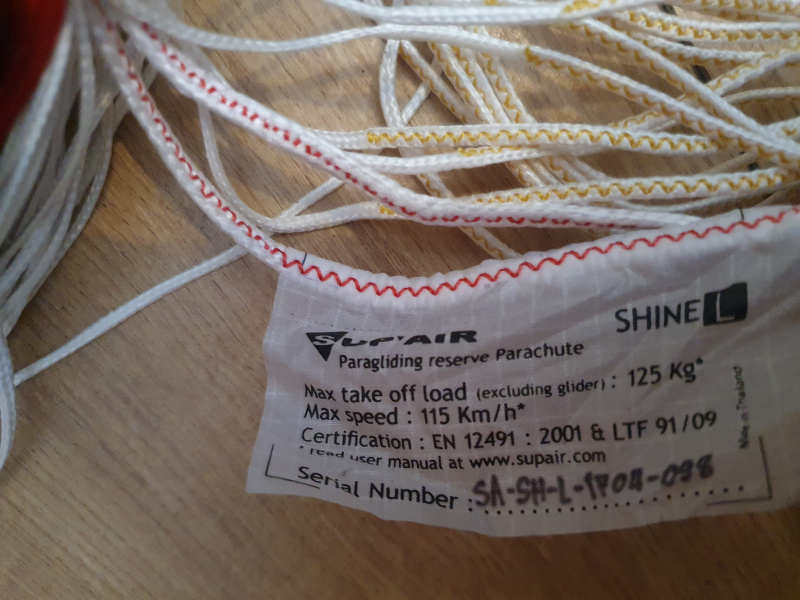 SUP'AIR
SHINE L
Paragliding reserve Parachute
Max take off load (excluding glider) : 125 Kg*
Max speed : 115 Km/h*
Certification : EN 12491 : 2001 & LTF 91/09
* read user manual at www.supair.com
Serial Number : SA-SH-L-1704-098
Made in Thailand